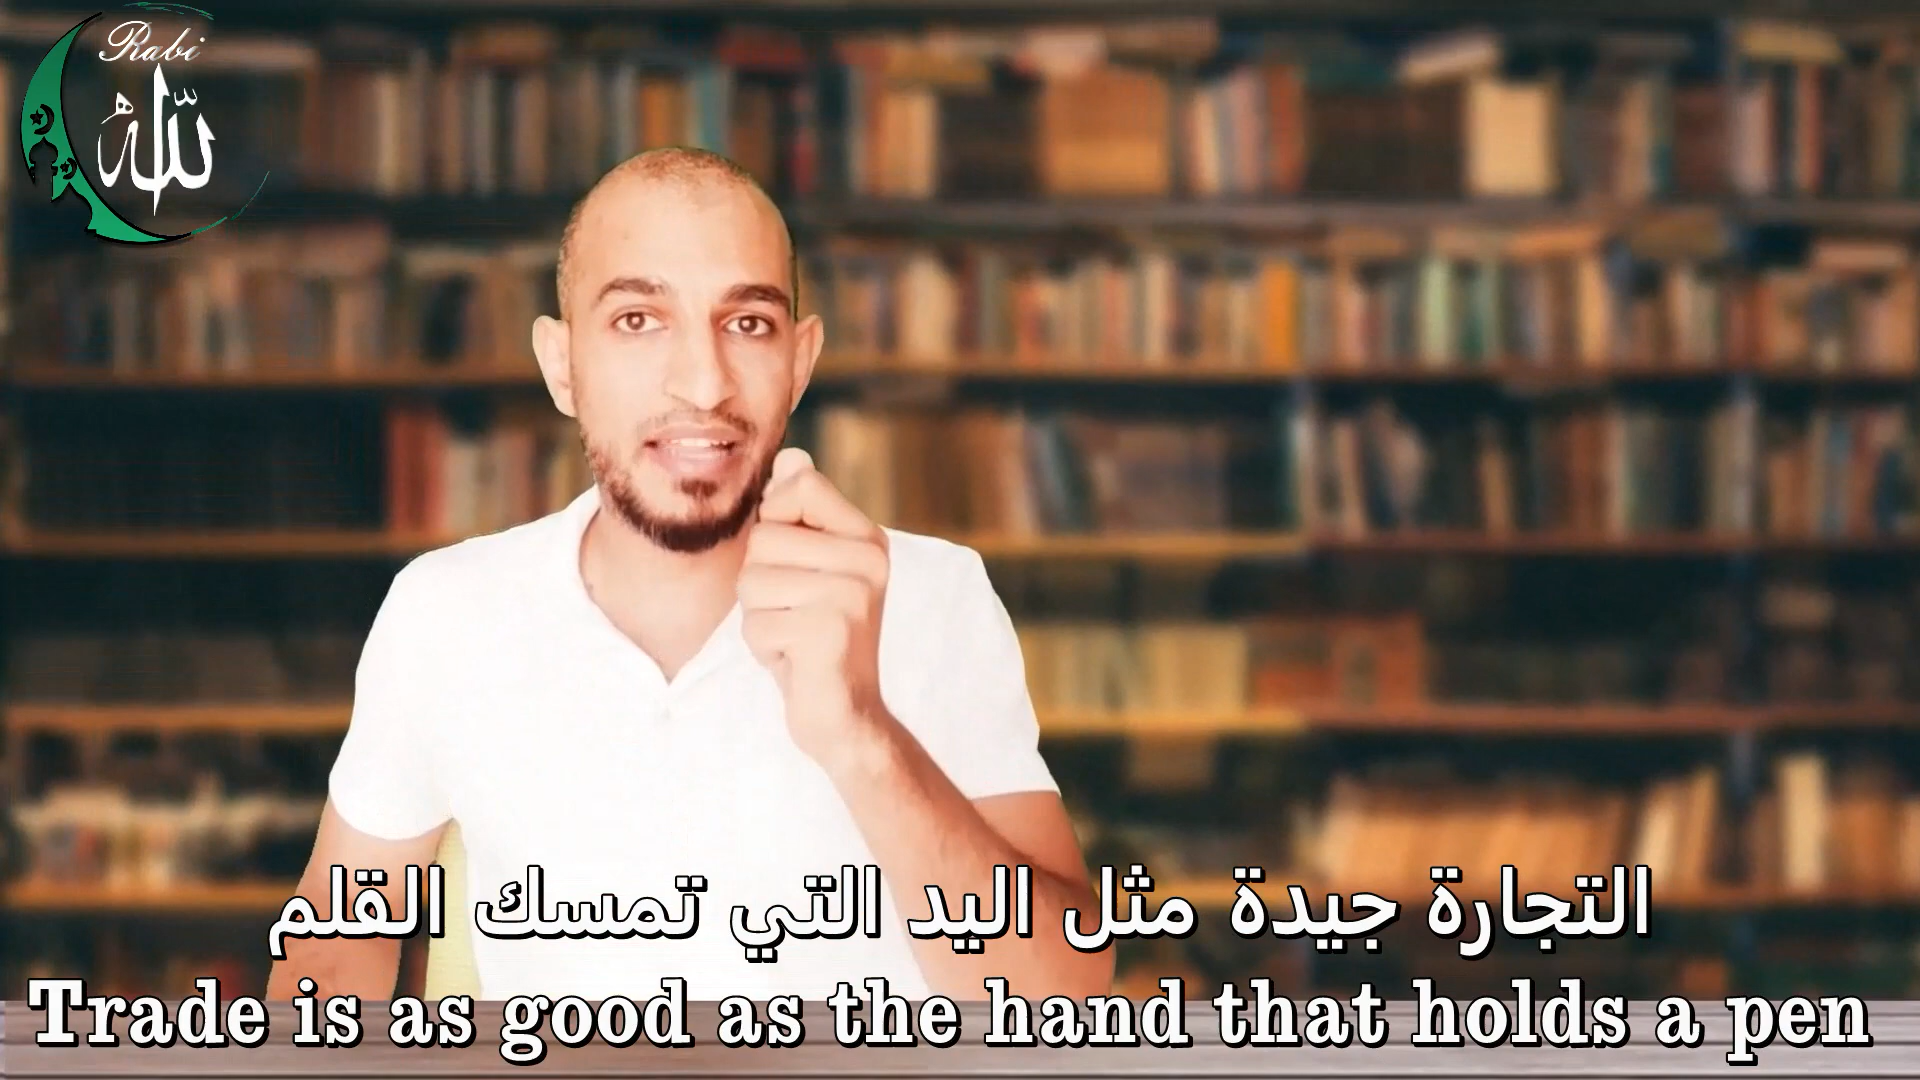 Rabi
الله
التجارة جيدة مثل اليد التي تمسك القلم
Trade is as good as the hand that holds a pen